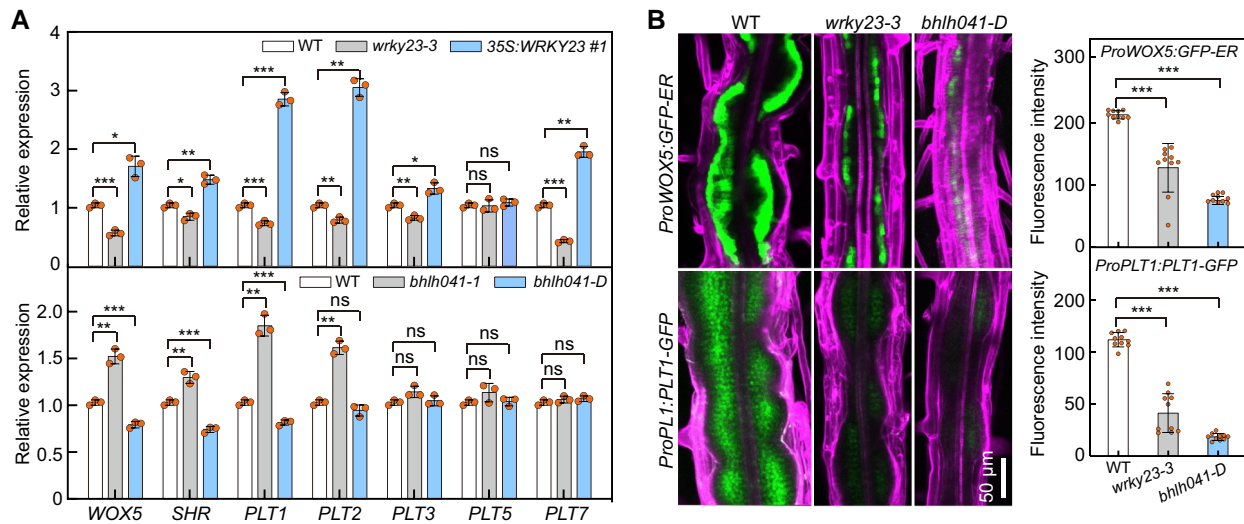 A
WT wrky23-3 35S:WRKY23 #1
Relative expression
4
3
2
1
0
* *** ** * *** *** ** ** * ** ns ns ** ***
WT bhlh041-1 bhlh041-D
Relative expression
2.0
1.5
1.0
0.5
0
*** ** *** ** *** ** ns ** ns ns ns ns ns ns
WOX5 SHR PLT1 PLT2 PLT3 PLT5 PLT7
B
WT wrky23-3 bhlh041-D
ProWOX5:GFP-ER
ProPL1:PLT1-GFP
50 µm
ProWOX5:GFP-ER
Fluorescence intensity
300
200
100
0
***
***
ProPLT1:PLT1-GFP
Fluorescence intensity
200
100
50
0
***
***
WT
wrky23-3
bhlh041-D